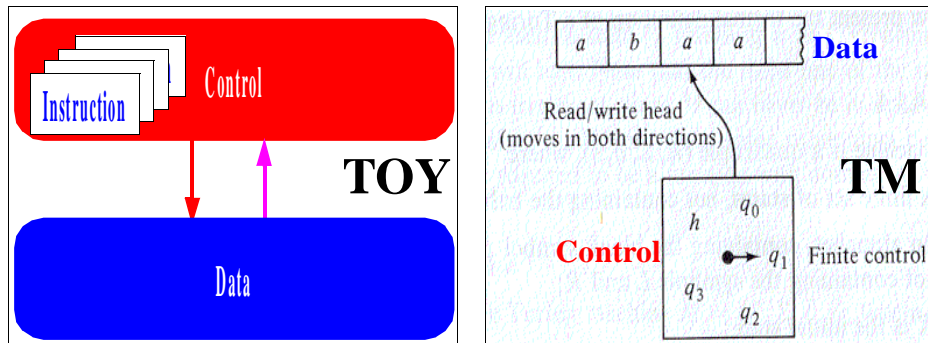 Instruction
Control
TOY
Data
a b a a
Data
Read/write head
(moves in both directions)
TM
Control
h
q0
q1
q3
q2
Finite control